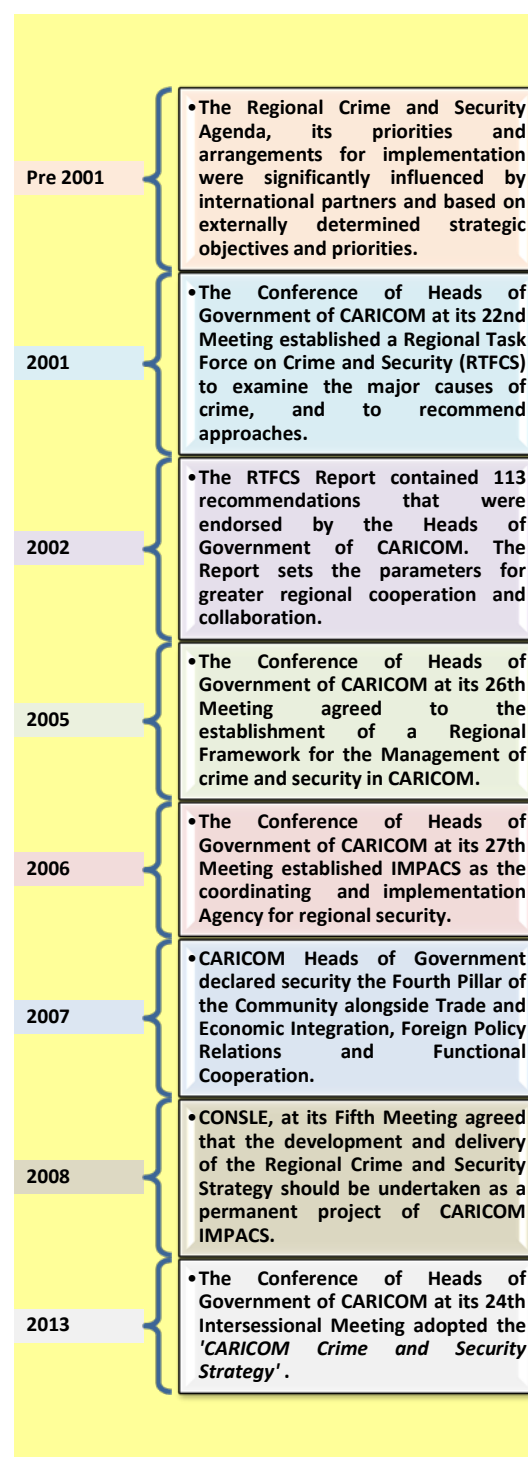 Pre 2001
•The Regional Crime and Security
Agenda, its priorities and
arrangements for implementation
were significantly influenced by
international partners and based on
externally determined strategic
objectives and priorities.
2001
•The Conference of Heads of
Government of CARICOM at its 22nd
Meeting established a Regional Task
Force on Crime and Security (RTFCS)
to examine the major causes of
crime, and to recommend
approaches.
2002
•The RTFCS Report contained 113
recommendations that were
endorsed by the Heads of
Government of CARICOM. The
Report sets the parameters for
greater regional cooperation and
collaboration.
2005
•The Conference of Heads of
Government of CARICOM at its 26th
Meeting agreed to the
establishment of a Regional
Framework for the Management of
crime and security in CARICOM.
2006
•The Conference of Heads of
Government of CARICOM at its 27th
Meeting established IMPACS as the
coordinating and implementation
Agency for regional security.
2007
•CARICOM Heads of Government
declared security the Fourth Pillar of
the Community alongside Trade and
Economic Integration, Foreign Policy
Relations and Functional
Cooperation.
2008
•CONSLE, at its Fifth Meeting agreed
that the development and delivery
of the Regional Crime and Security
Strategy should be undertaken as a
permanent project of CARICOM
IMPACS.
2013
•The Conference of Heads of
Government of CARICOM at its 24th
Intersessional Meeting adopted the
'CARICOM Crime and Security
Strategy' .